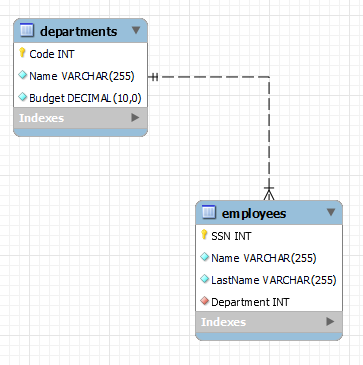 departments
Code INT
Name VARCHAR(255)
Budget DECIMAL(10,0)
Indexes
employees
SSN INT
Name VARCHAR(255)
LastName VARCHAR(255)
Department INT
Indexes